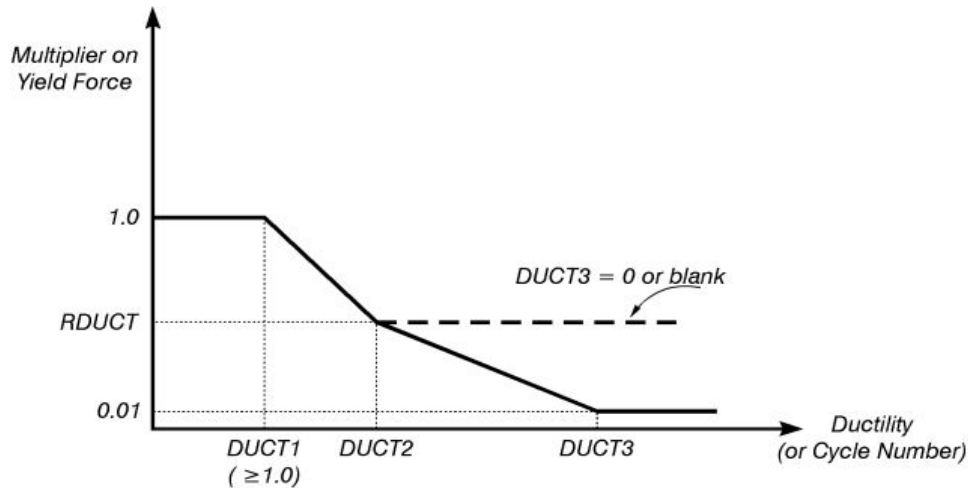 Multiplier on
Yield Force
1.0
DUCT3 = 0 or blank
RDUCT
0.01
DUCT1
( ≥1.0)
DUCT2
DUCT3
Ductility
(or Cycle Number)